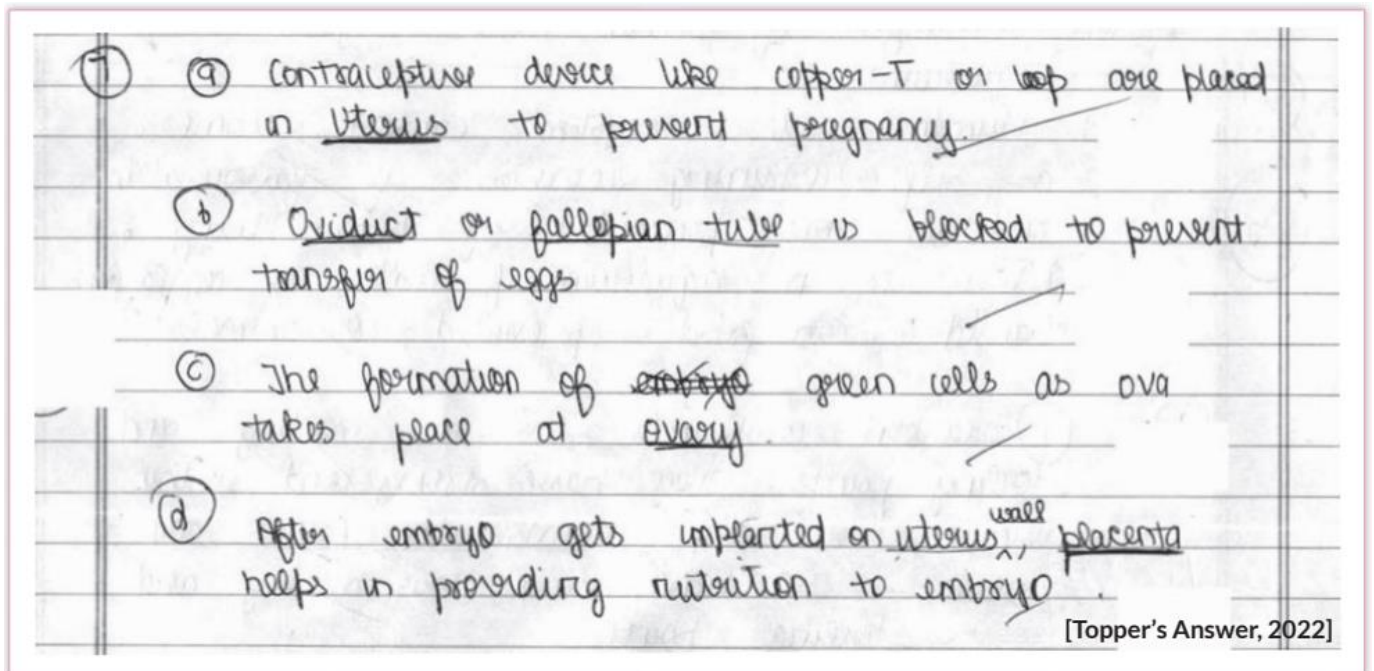 7 a Contraceptive device like copper-T or loop are placed
in Uterus to prevent pregnancy.
b Oviduct or fallopian tube is blocked to prevent
transfer of eggs
c The formation of embryo green cells as ova
takes place at ovary.
d After embryo gets implanted on uterus wall, placenta
helps in providing nutrition to embryo.
[Topper's Answer, 2022]